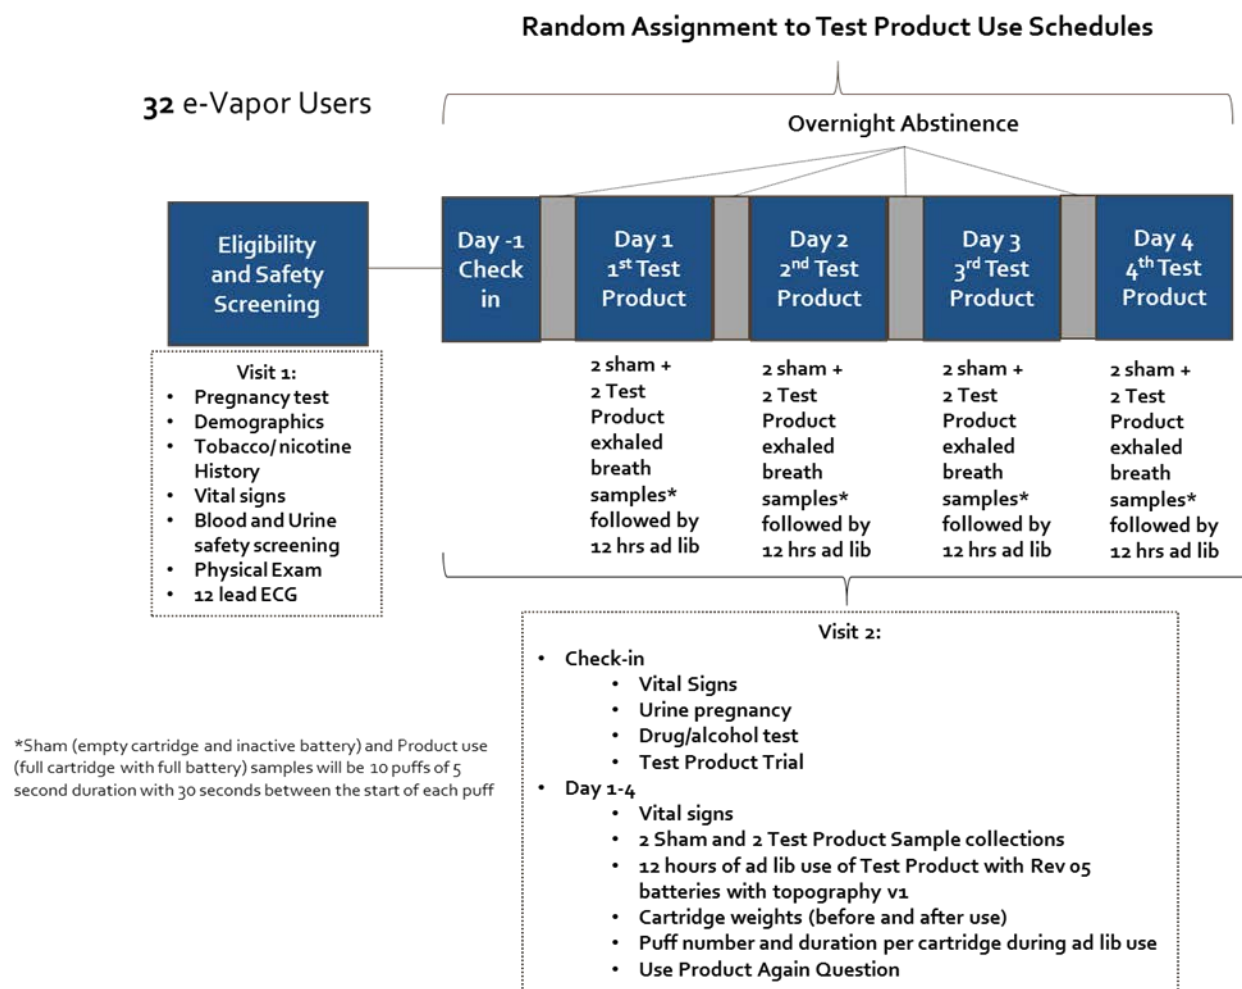 Random Assignment to Test Product Use Schedules
32 e-Vapor Users
Overnight Abstinence
Eligibility
and Safety
Screening
Day -1
Check
in
Day 1
1st Test
Product
Day 2
2nd Test
Product
Day 3
3rd Test
Product
Day 4
4th Test
Product
Visit 1:
• Pregnancy test
• Demographics
• Tobacco/ nicotine
History
• Vital signs
• Blood and Urine
safety screening
• Physical Exam
• 12 lead ECG
2 sham +
2 Test
Product
exhaled
breath
samples*
followed by
12 hrs ad lib
2 sham +
2 Test
Product
exhaled
breath
samples*
followed by
12 hrs ad lib
2 sham +
2 Test
Product
exhaled
breath
samples*
followed by
12 hrs ad lib
2 sham +
2 Test
Product
exhaled
breath
samples*
followed by
12 hrs ad lib
Visit 2:
• Check-in
• Vital Signs
• Urine pregnancy
• Drug/alcohol test
• Test Product Trial
• Day 1-4
• Vital signs
• 2 Sham and 2 Test Product Sample collections
• 12 hours of ad lib use of Test Product with Rev 05
batteries with topography v1
• Cartridge weights (before and after use)
• Puff number and duration per cartridge during ad lib use
• Use Product Again Question
*Sham (empty cartridge and inactive battery) and Product use
(full cartridge with full battery) samples will be 10 puffs of 5
second duration with 30 seconds between the start of each puff